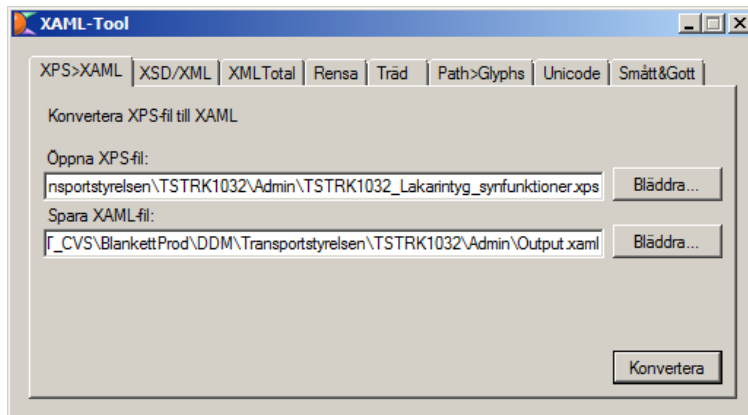 XAML-Tool
XPS>XAML XSD/XML XMLTotal Rensa Träd Path>Glyphs Unicode Smått&Gott
Konvertera XPS-fil till XAML
Öppna XPS-fil:
nsportstyrelsen\TSTRK1032\Admin\TSTRK1032_Lakarintyg_synfunktioner.xps Bläddra...
Spara XAML-fil:
T_CVS\BlankettProd\DDM\Transportstyrelsen\TSTRK1032\Admin\Output.xaml Bläddra...
Konvertera